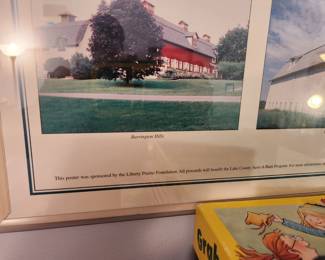 Barrington Hills
This poster was sponsored by the Liberty Prairie Foundation. All proceeds will benefit the Lake County Save-A-Barn Program. For more information
Grab